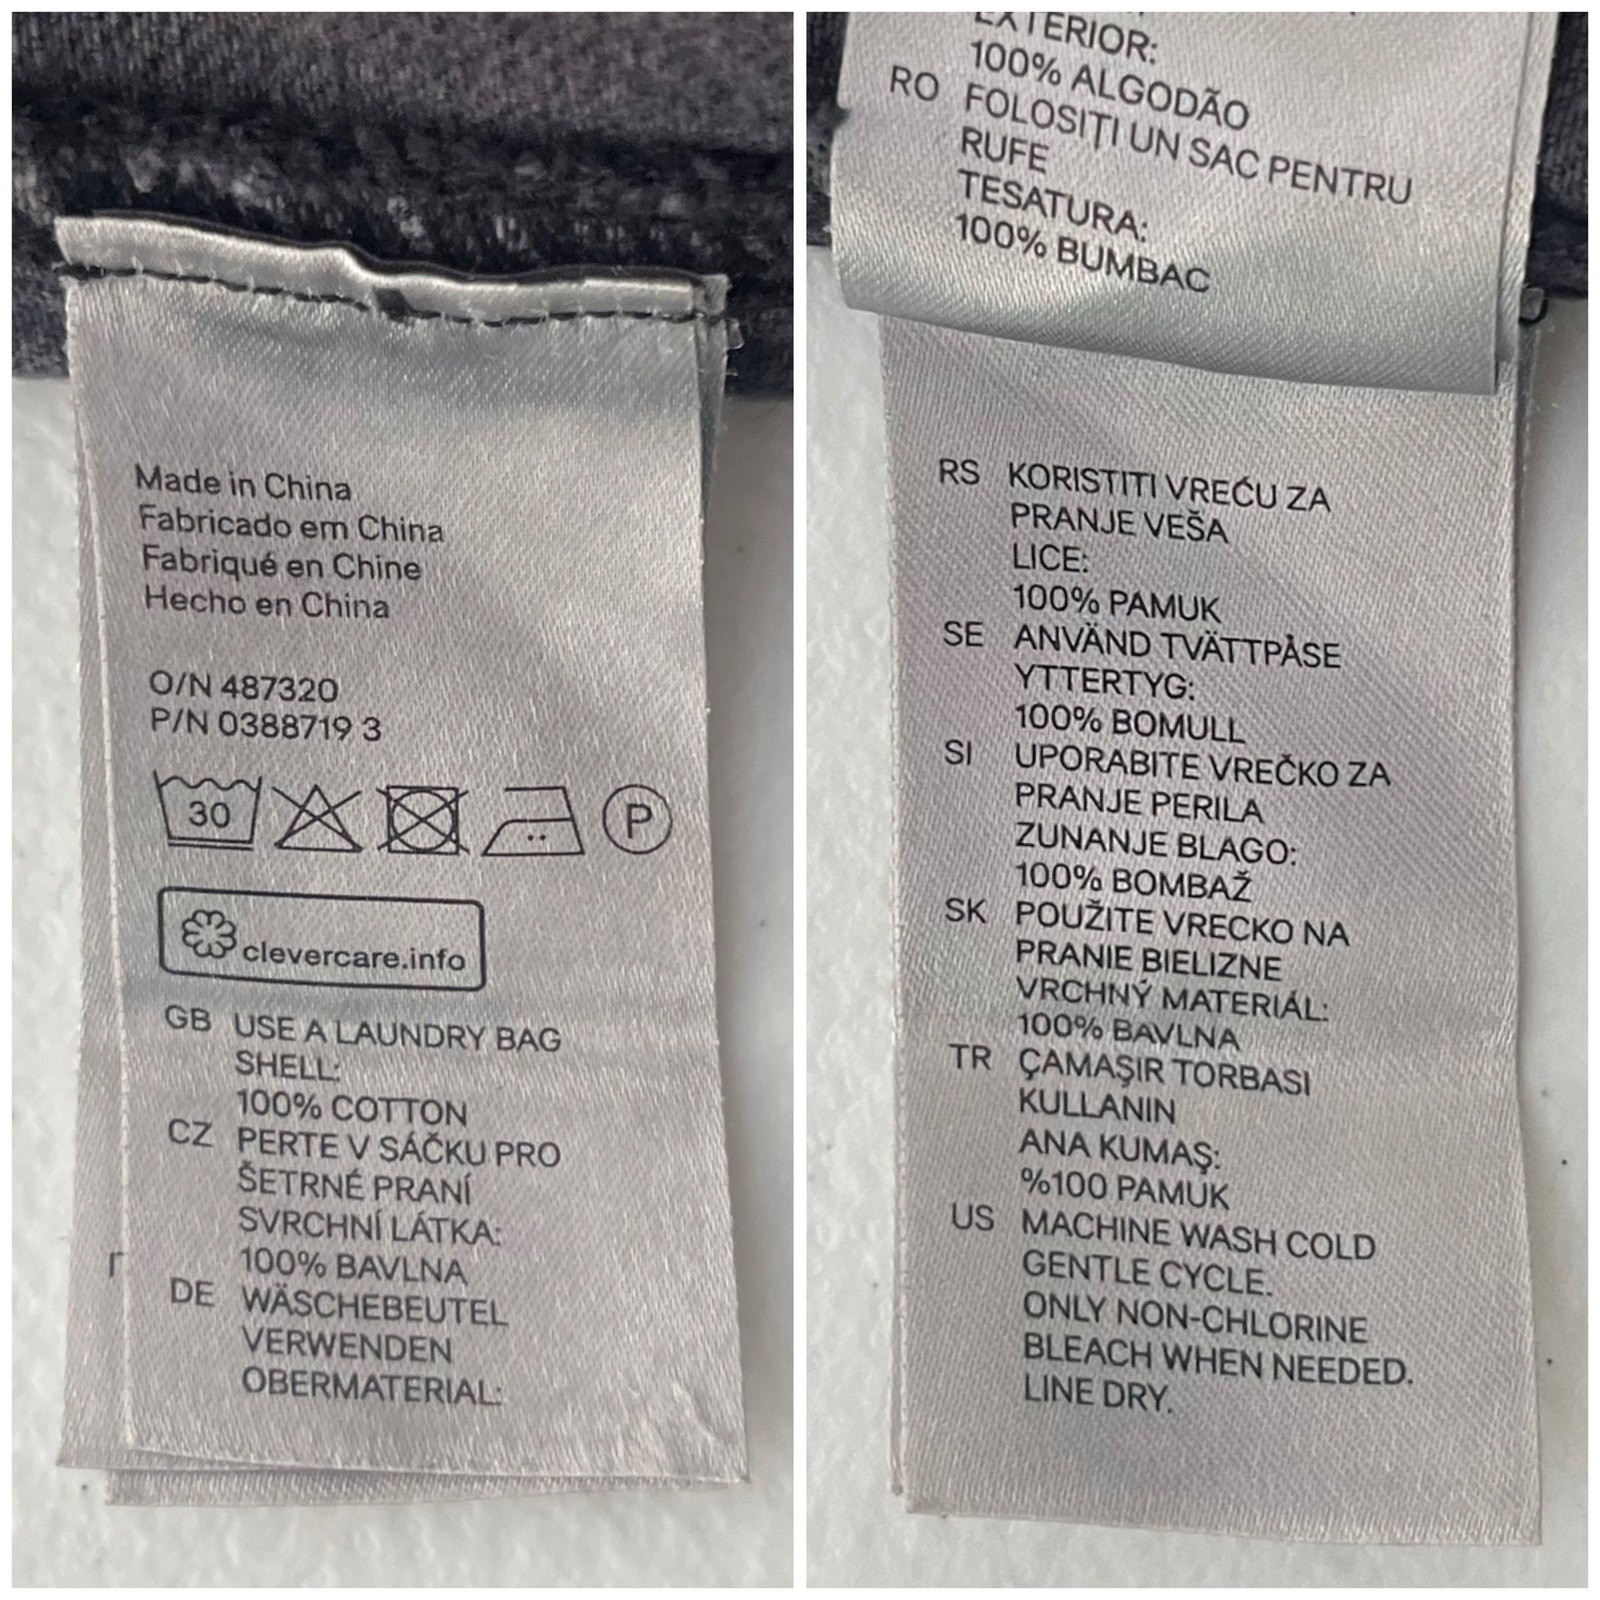 Made in China
Fabricado em China
Fabriqué en Chine
Hecho en China
O/N 487320
P/N 0388719 3
30
P
clevercare.info
GB USE A LAUNDRY BAG
SHELL:
100% COTTON
CZ PERTE V SÁČKU PRO
ŠETRNÉ PRANÍ
SVRCHNÍ LÁTKA:
100% BAVLNA
DE WÄSCHEBEUTEL
VERWENDEN
OBERMATERIAL:
EXTERIOR:
100% ALGODÃO
RO FOLOSIȚI UN SAC PENTRU
RUFE
TESATURA:
100% BUMBAC
RS KORISTITI VREĆU ZA
PRANJE VEŠA
LICE:
100% PAMUK
SE ANVÄND TVÄTTPÅSE
YTTERTYG:
100% BOMULL
SI UPORABITE VREČKO ZA
PRANJE PERILA
ZUNANJE BLAGO:
100% BOMBAŽ
SK POUŽITE VRECKO NA
PRANIE BIELIZNE
VRCHNÝ MATERIÁL:
100% BAVLNA
TR ÇAMAŞIR TORBASI
KULLANIN
ANA KUMAŞ:
%100 PAMUK
US MACHINE WASH COLD
GENTLE CYCLE.
ONLY NON-CHLORINE
BLEACH WHEN NEEDED.
LINE DRY.